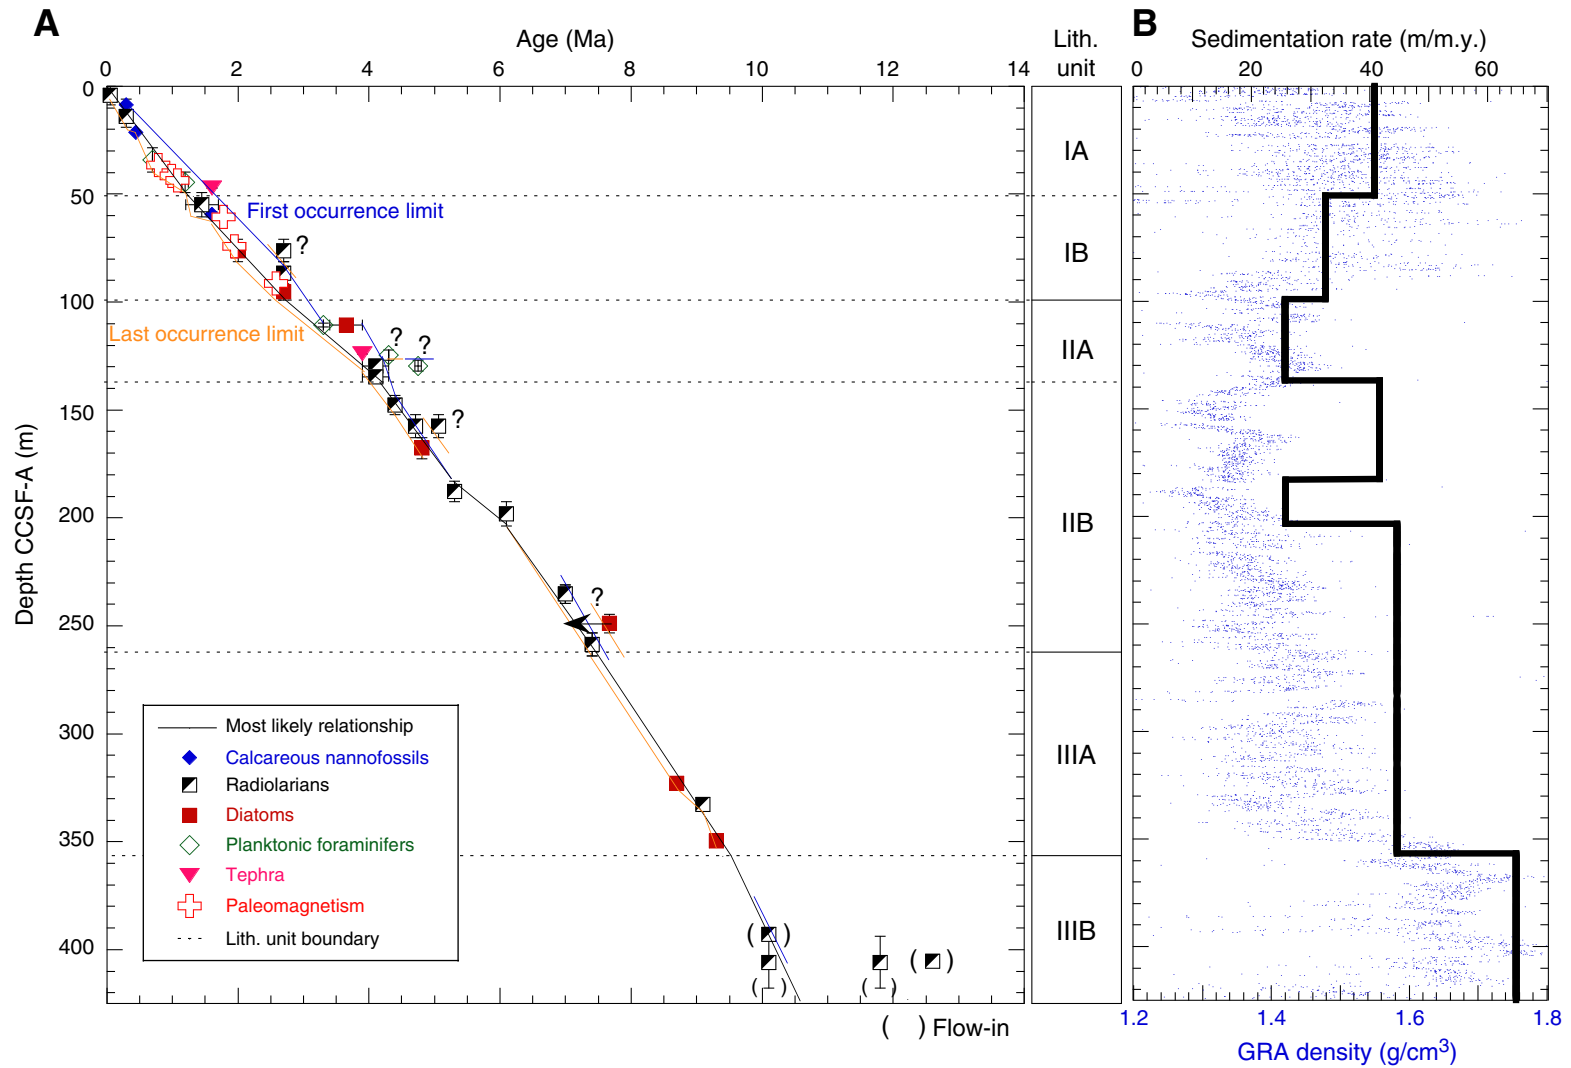 A
Age (Ma)
0 2 4 6 8 10 12 14
Lith.
unit
B
Sedimentation rate (m/m.y.)
0 20 40 60
Depth CCSF-A (m)
0
50
100
150
200
250
300
350
400
First occurrence limit
Last occurrence limit
?
?
?
?
?
Most likely relationship
Calcareous nannofossils
Radiolarians
Diatoms
Planktonic foraminifers
Tephra
Paleomagnetism
Lith. unit boundary
( )
( )
( )
( )
( ) Flow-in
IA
IB
IIA
IIB
IIIA
IIIB
1.2 1.4 1.6 1.8
GRA density (g/cm³)